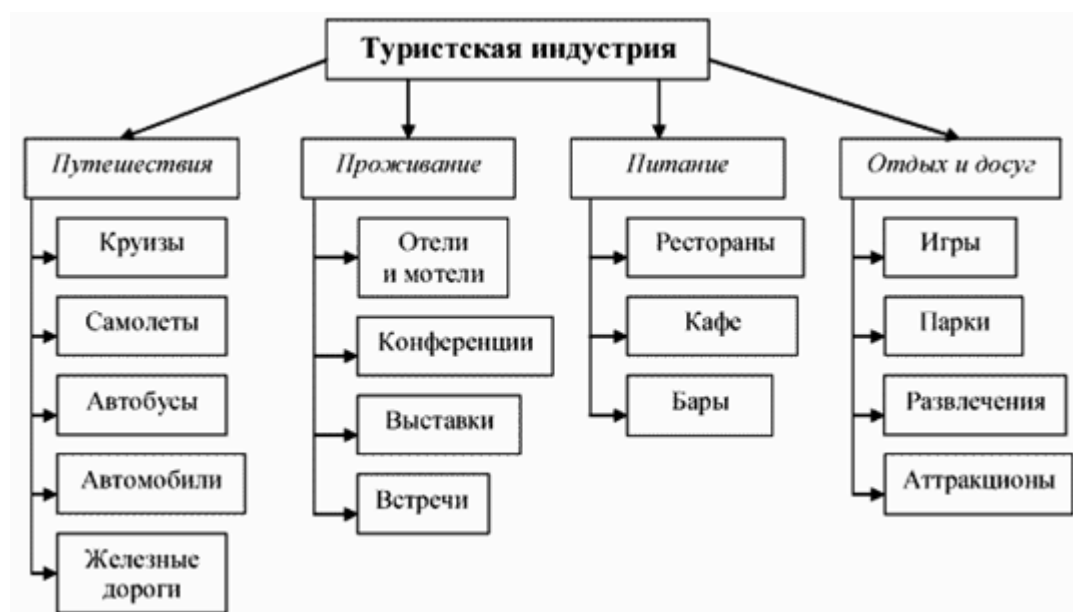 Туристская индустрия
Путешествия
Круизы
Самолеты
Автобусы
Автомобили
Железные
дороги
Проживание
Отели
и мотели
Конференции
Выставки
Встречи
Питание
Рестораны
Кафе
Бары
Отдых и досуг
Игры
Парки
Развлечения
Аттракционы